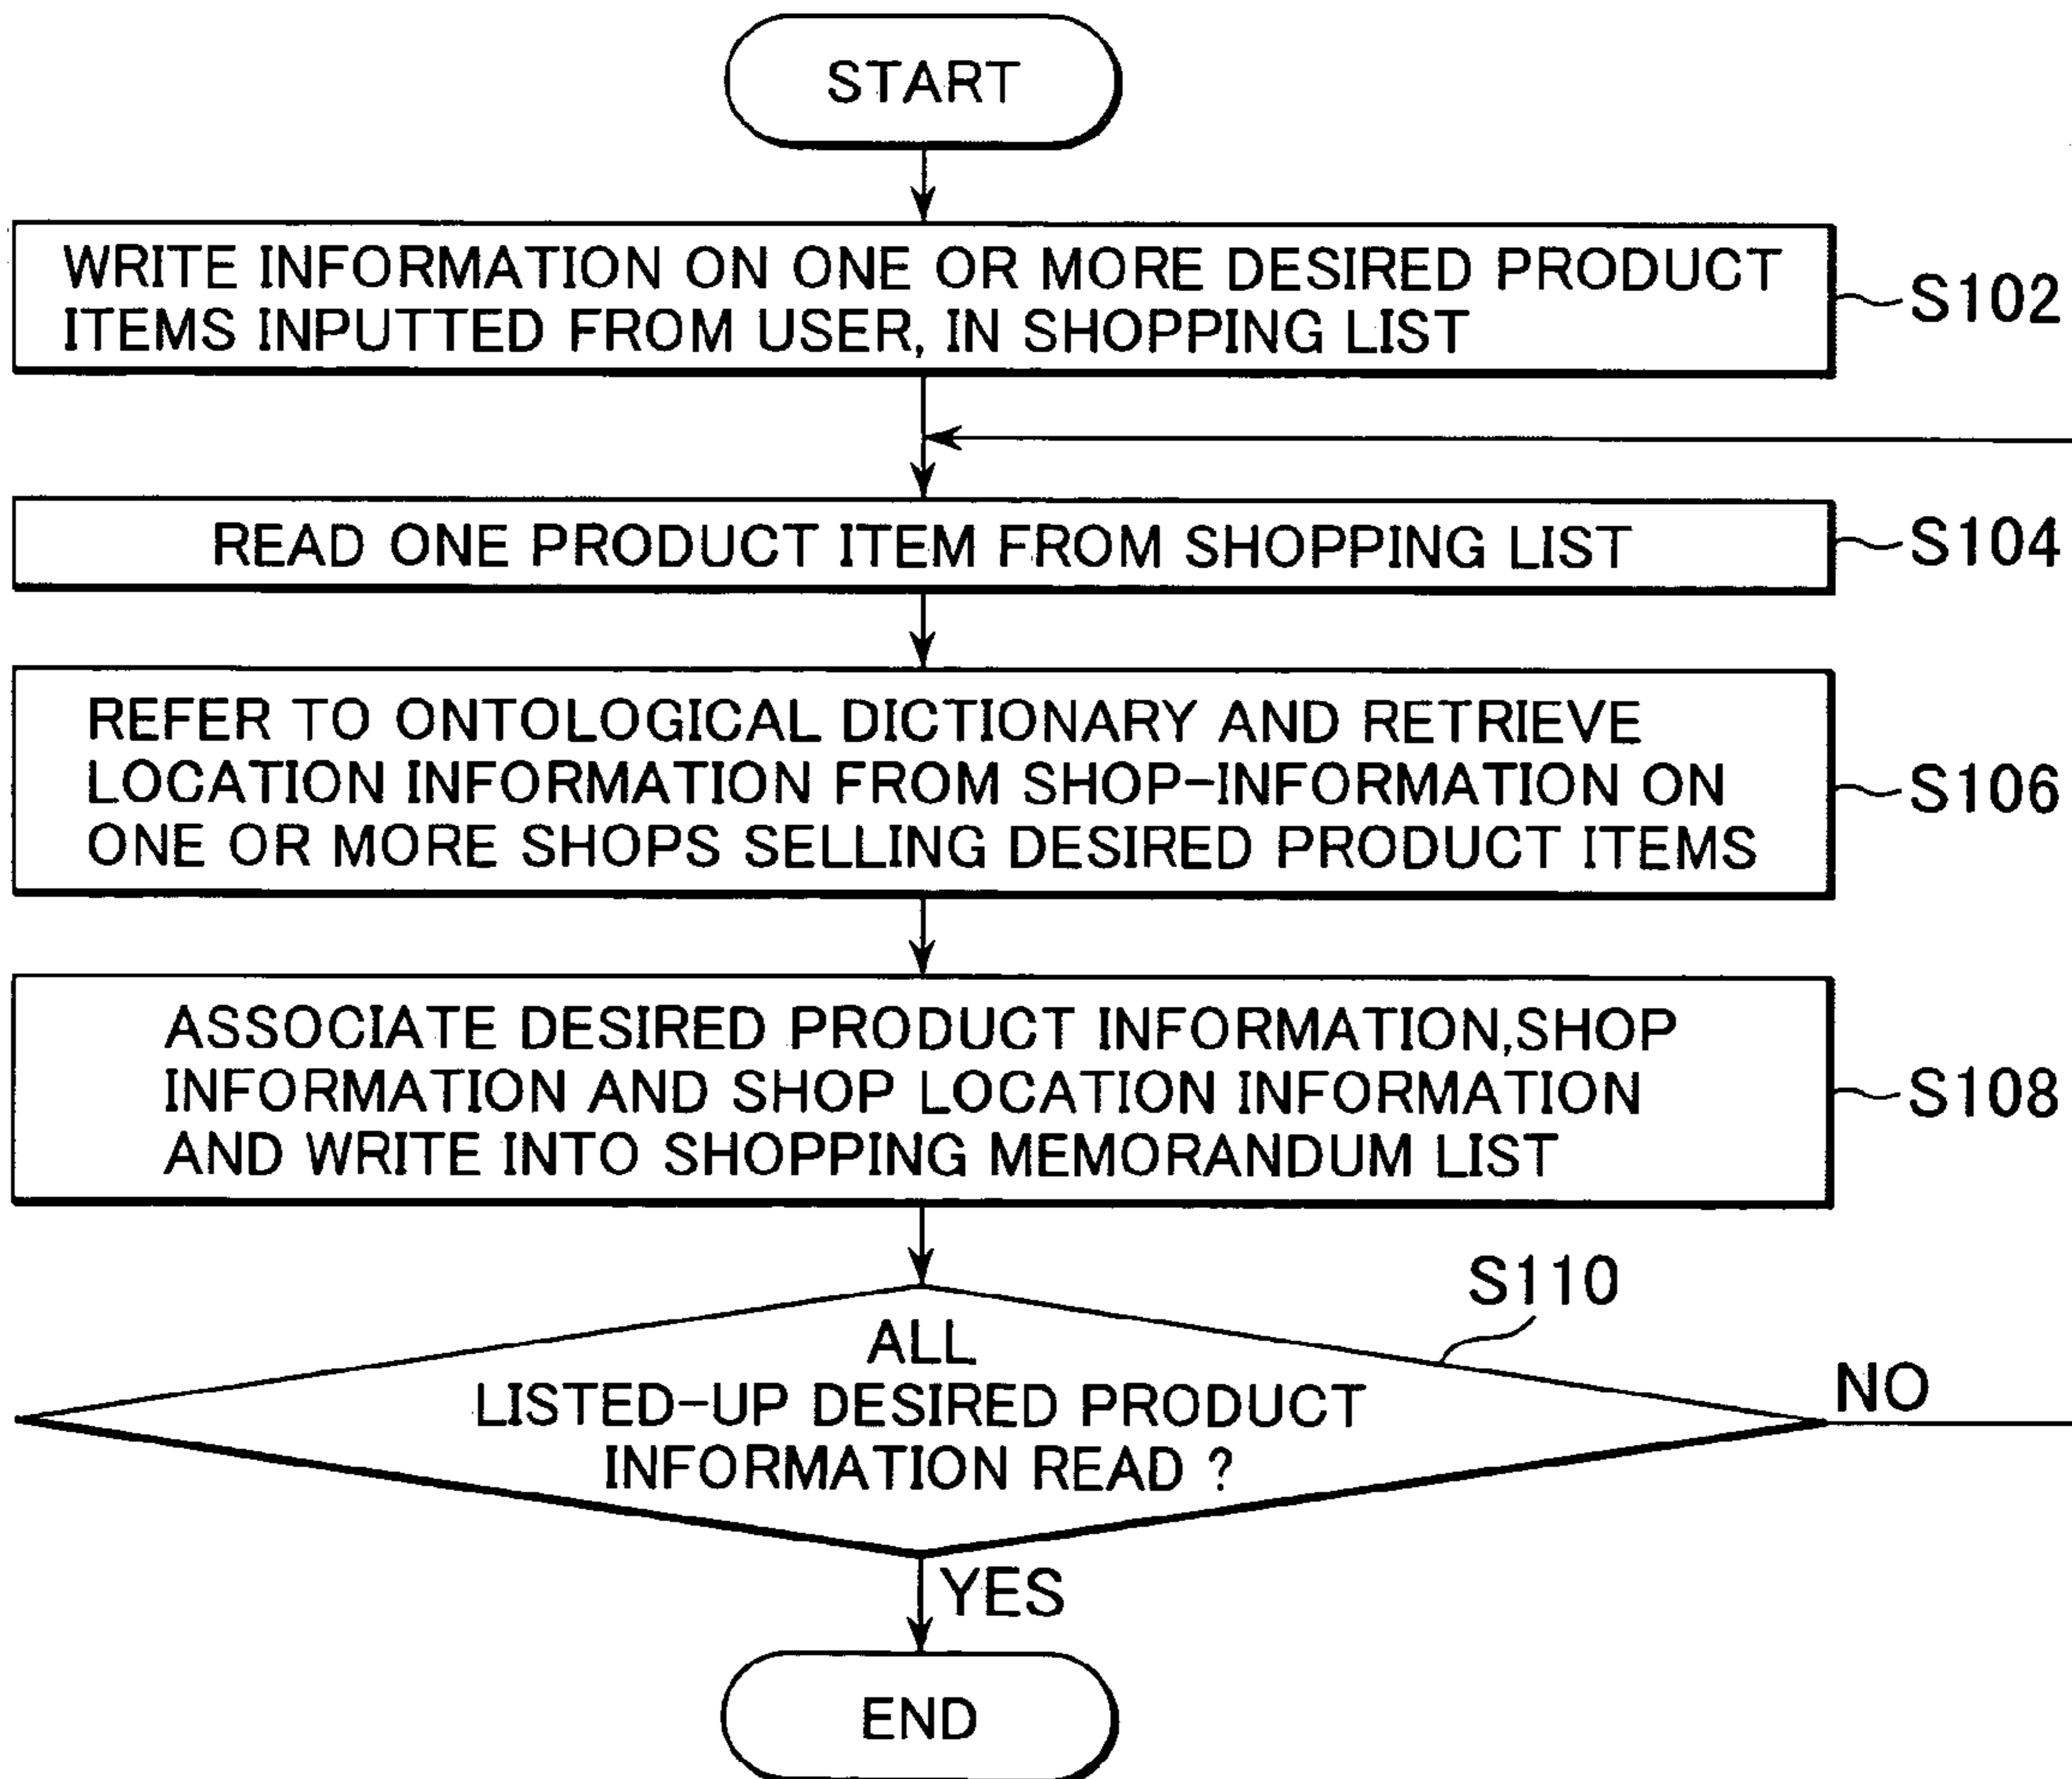 START
WRITE INFORMATION ON ONE OR MORE DESIRED PRODUCT
ITEMS INPUTTED FROM USER, IN SHOPPING LIST
S102
READ ONE PRODUCT ITEM FROM SHOPPING LIST
S104
REFER TO ONTOLOGICAL DICTIONARY AND RETRIEVE
LOCATION INFORMATION FROM SHOP-INFORMATION ON
ONE OR MORE SHOPS SELLING DESIRED PRODUCT ITEMS
S106
ASSOCIATE DESIRED PRODUCT INFORMATION,SHOP
INFORMATION AND SHOP LOCATION INFORMATION
AND WRITE INTO SHOPPING MEMORANDUM LIST
S108
S110
ALL
LISTED-UP DESIRED PRODUCT
INFORMATION READ ?
NO
YES
END